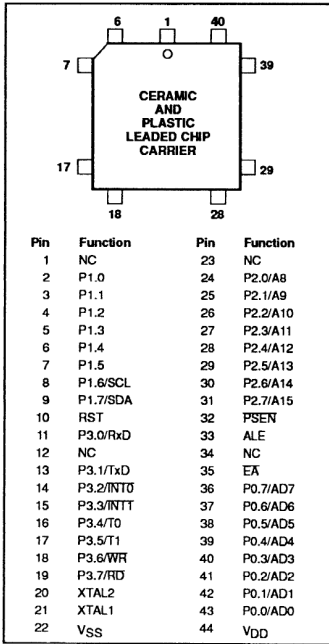 6 1 40
7 39
CERAMIC
AND
PLASTIC
LEADED CHIP
CARRIER
17 29
18 28
Pin Function Pin Function
1 NC 23 NC
2 P1.0 24 P2.0/A8
3 P1.1 25 P2.1/A9
4 P1.2 26 P2.2/A10
5 P1.3 27 P2.3/A11
6 P1.4 28 P2.4/A12
7 P1.5 29 P2.5/A13
8 P1.6/SCL 30 P2.6/A14
9 P1.7/SDA 31 P2.7/A15
10 RST 32 PSEN
11 P3.0/RxD 33 ALE
12 NC 34 NC
13 P3.1/TxD 35 EA
14 P3.2/INT0 36 P0.7/AD7
15 P3.3/INT1 37 P0.6/AD6
16 P3.4/T0 38 P0.5/AD5
17 P3.5/T1 39 P0.4/AD4
18 P3.6/WR 40 P0.3/AD3
19 P3.7/RD 41 P0.2/AD2
20 XTAL2 42 P0.1/AD1
21 XTAL1 43 P0.0/AD0
22 VSS 44 VDD